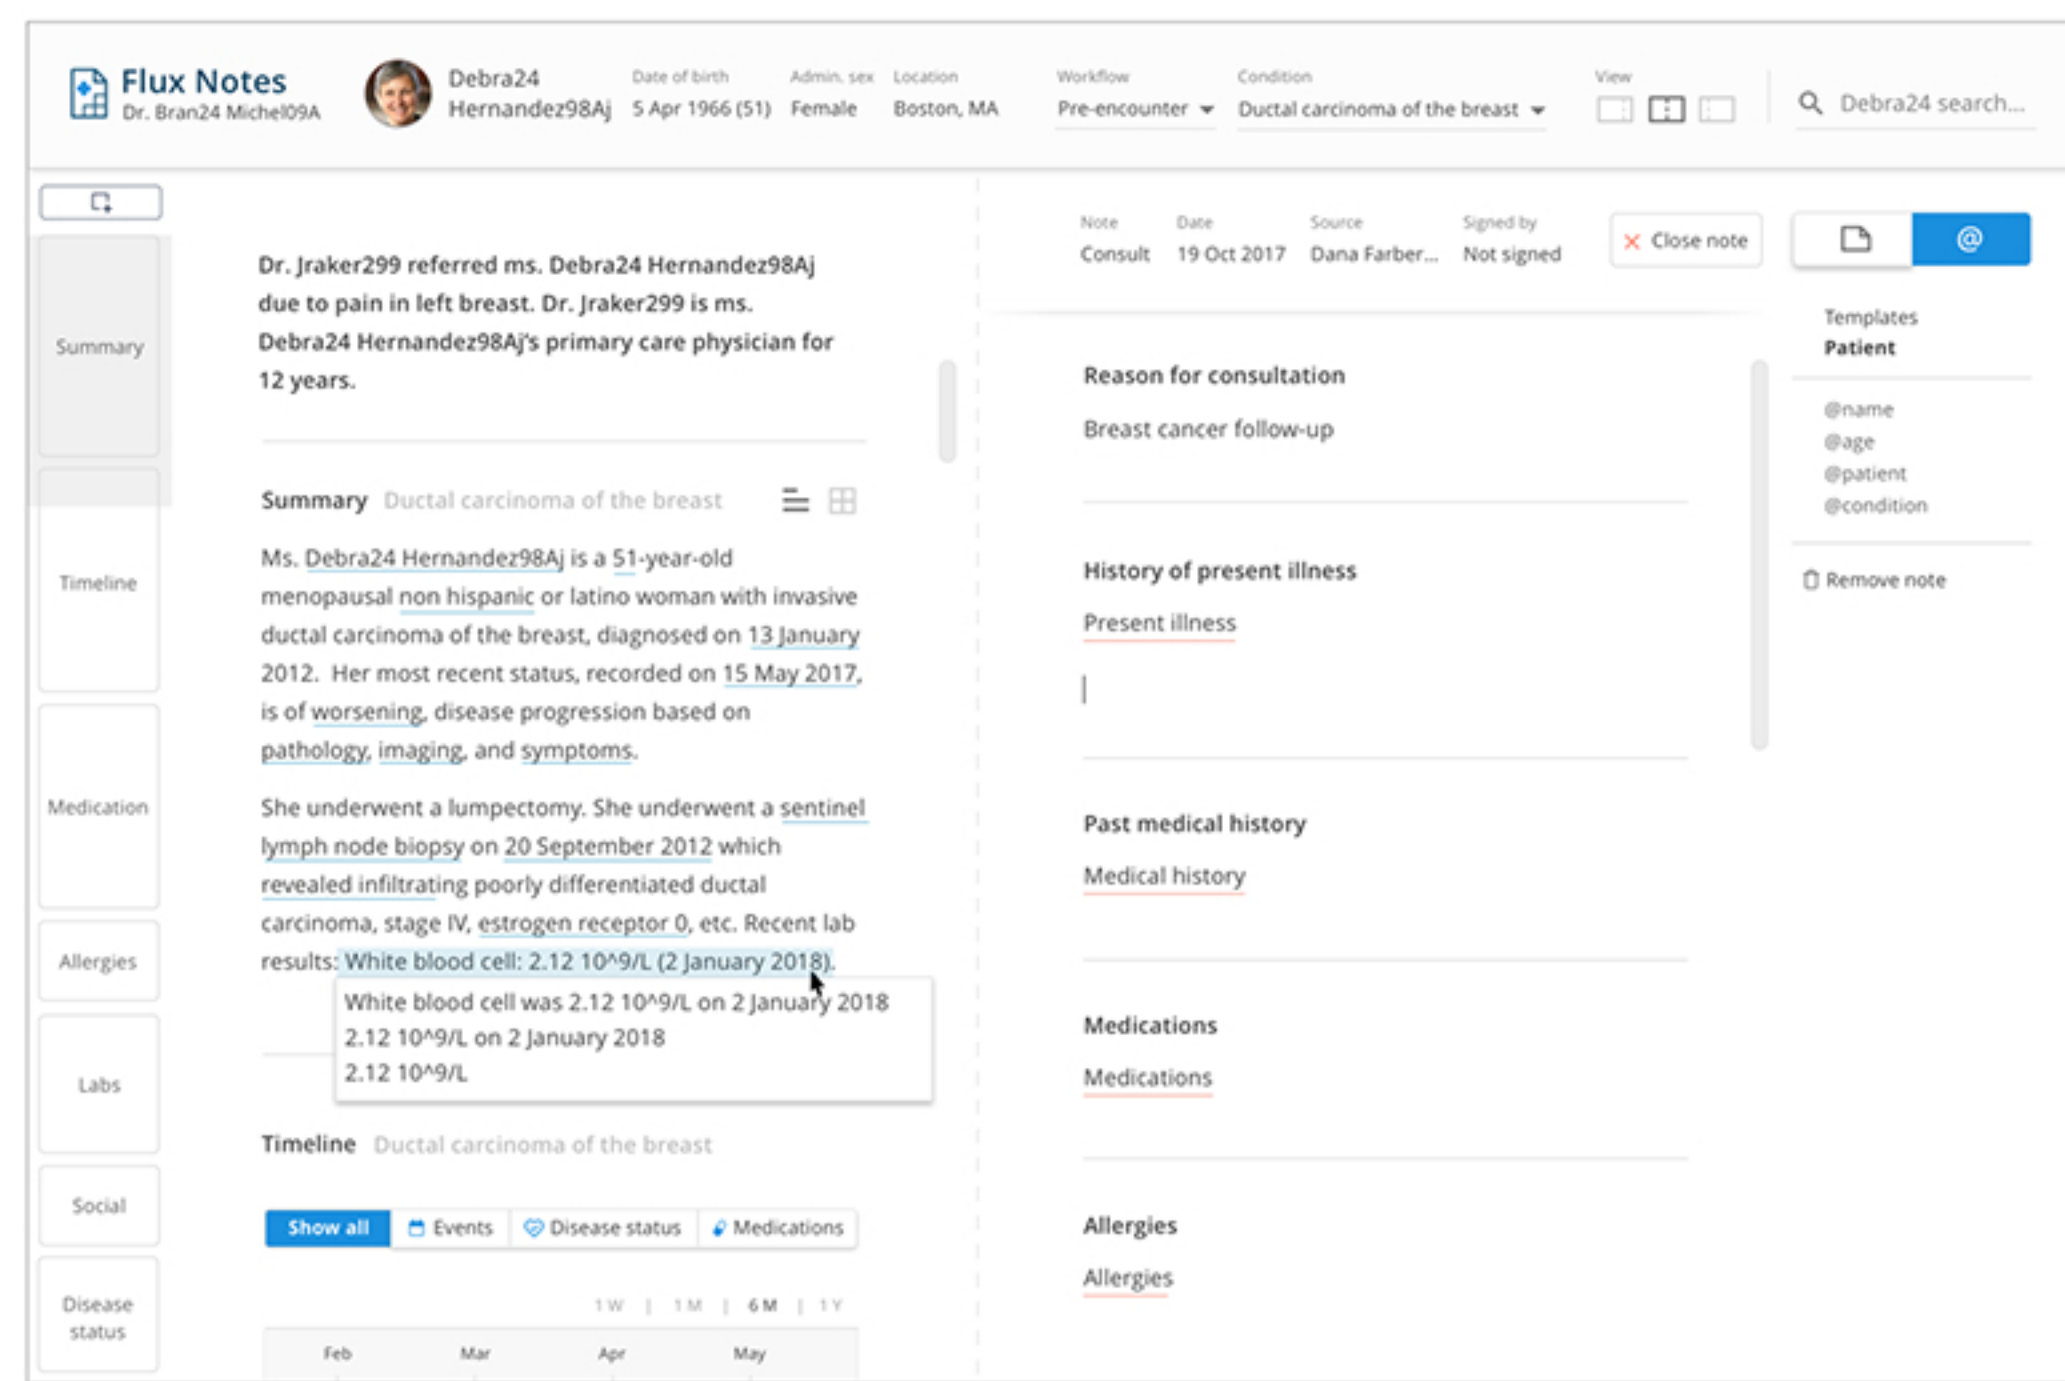 Flux Notes
Dr. Bran24 Michel09A
Debra24
Hernandez98Aj
Date of birth
5 Apr 1966 (51)
Admin. sex
Female
Location
Boston, MA
Workflow
Pre-encounter
Condition
Ductal carcinoma of the breast
View
Debra24 search...
Summary
Timeline
Medication
Allergies
Labs
Social
Disease
status
Dr. Jraker299 referred ms. Debra24 Hernandez98Aj
due to pain in left breast. Dr. Jraker299 is ms.
Debra24 Hernandez98Aj's primary care physician for
12 years.
Summary Ductal carcinoma of the breast
Ms. Debra24 Hernandez98Aj is a 51-year-old
menopausal non hispanic or latino woman with invasive
ductal carcinoma of the breast, diagnosed on 13 January
2012. Her most recent status, recorded on 15 May 2017,
is of worsening, disease progression based on
pathology, imaging, and symptoms.
She underwent a lumpectomy. She underwent a sentinel
lymph node biopsy on 20 September 2012 which
revealed infiltrating poorly differentiated ductal
carcinoma, stage IV, estrogen receptor 0, etc. Recent lab
results: White blood cell: 2.12 10^9/L (2 January 2018).
White blood cell was 2.12 10^9/L on 2 January 2018
2.12 10^9/L on 2 January 2018
2.12 10^9/L
Timeline Ductal carcinoma of the breast
Show all Events Disease status Medications
1 W | 1 M | 6 M | 1 Y
Feb Mar Apr May
Note
Consult
Date
19 Oct 2017
Source
Dana Farber...
Signed by
Not signed
Close note
@
Reason for consultation
Breast cancer follow-up
History of present illness
Present illness
Past medical history
Medical history
Medications
Medications
Allergies
Allergies
Templates
Patient
@name
@age
@patient
@condition
Remove note